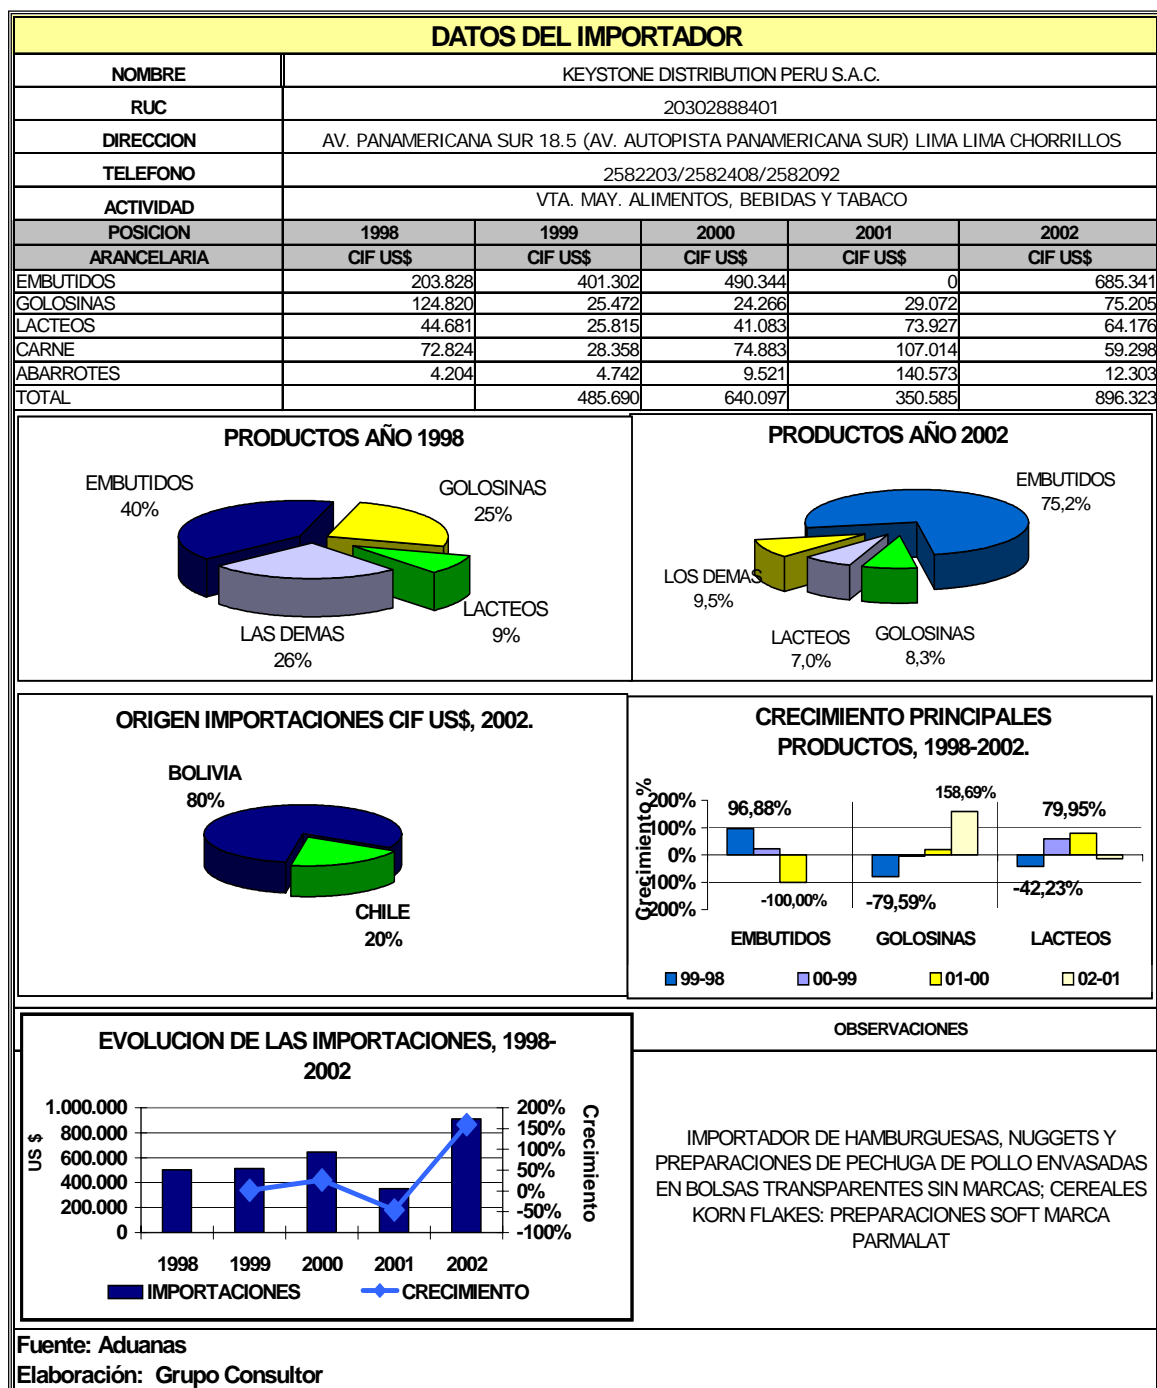 DATOS DEL IMPORTADOR
NOMBRE KEYSTONE DISTRIBUTION PERU S.A.C.
RUC 20302888401
DIRECCION AV. PANAMERICANA SUR 18.5 (AV. AUTOPISTA PANAMERICANA SUR) LIMA LIMA CHORRILLOS
TELEFONO 2582203/2582408/2582092
ACTIVIDAD VTA. MAY. ALIMENTOS, BEBIDAS Y TABACO
POSICION 1998 1999 2000 2001 2002
ARANCELARIA CIF US$ CIF US$ CIF US$ CIF US$ CIF US$
EMBUTIDOS 203.828 401.302 490.344 0 685.341
GOLOSINAS 124.820 25.472 24.266 29.072 75.205
LACTEOS 44.681 25.815 41.083 73.927 64.176
CARNE 72.824 28.358 74.883 107.014 59.298
ABARROTES 4.204 4.742 9.521 140.573 12.303
TOTAL 485.690 640.097 350.585 896.323
PRODUCTOS AÑO 1998
EMBUTIDOS
40%
GOLOSINAS
25%
LACTEOS
9%
LAS DEMAS
26%
PRODUCTOS AÑO 2002
EMBUTIDOS
75,2%
LOS DEMAS
9,5%
LACTEOS
7,0%
GOLOSINAS
8,3%
ORIGEN IMPORTACIONES CIF US$, 2002.
BOLIVIA
80%
CHILE
20%
CRECIMIENTO PRINCIPALES
PRODUCTOS, 1998-2002.
Crecimiento %
200%
100%
0%
-100%
-200%
96,88%
-100,00%
-79,59%
158,69%
79,95%
-42,23%
EMBUTIDOS GOLOSINAS LACTEOS
99-98 00-99 01-00 02-01
EVOLUCION DE LAS IMPORTACIONES, 1998-
2002
US $
1.000.000
800.000
600.000
400.000
200.000
0
200%
150%
100%
50%
0%
-50%
-100%
Crecimiento
1998 1999 2000 2001 2002
IMPORTACIONES CRECIMIENTO
OBSERVACIONES
IMPORTADOR DE HAMBURGUESAS, NUGGETS Y
PREPARACIONES DE PECHUGA DE POLLO ENVASADAS
EN BOLSAS TRANSPARENTES SIN MARCAS; CEREALES
KORN FLAKES: PREPARACIONES SOFT MARCA
PARMALAT
Fuente: Aduanas
Elaboración: Grupo Consultor